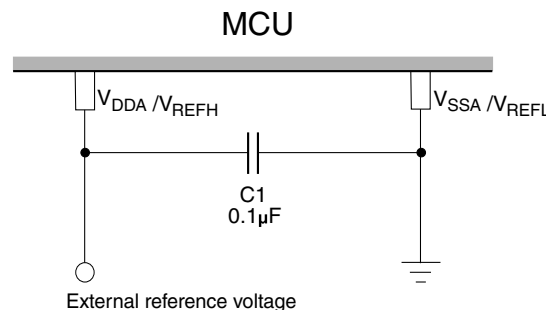 MCU
VDDA /VREFH
VSSA /VREFL
C1
0.1µF
External reference voltage